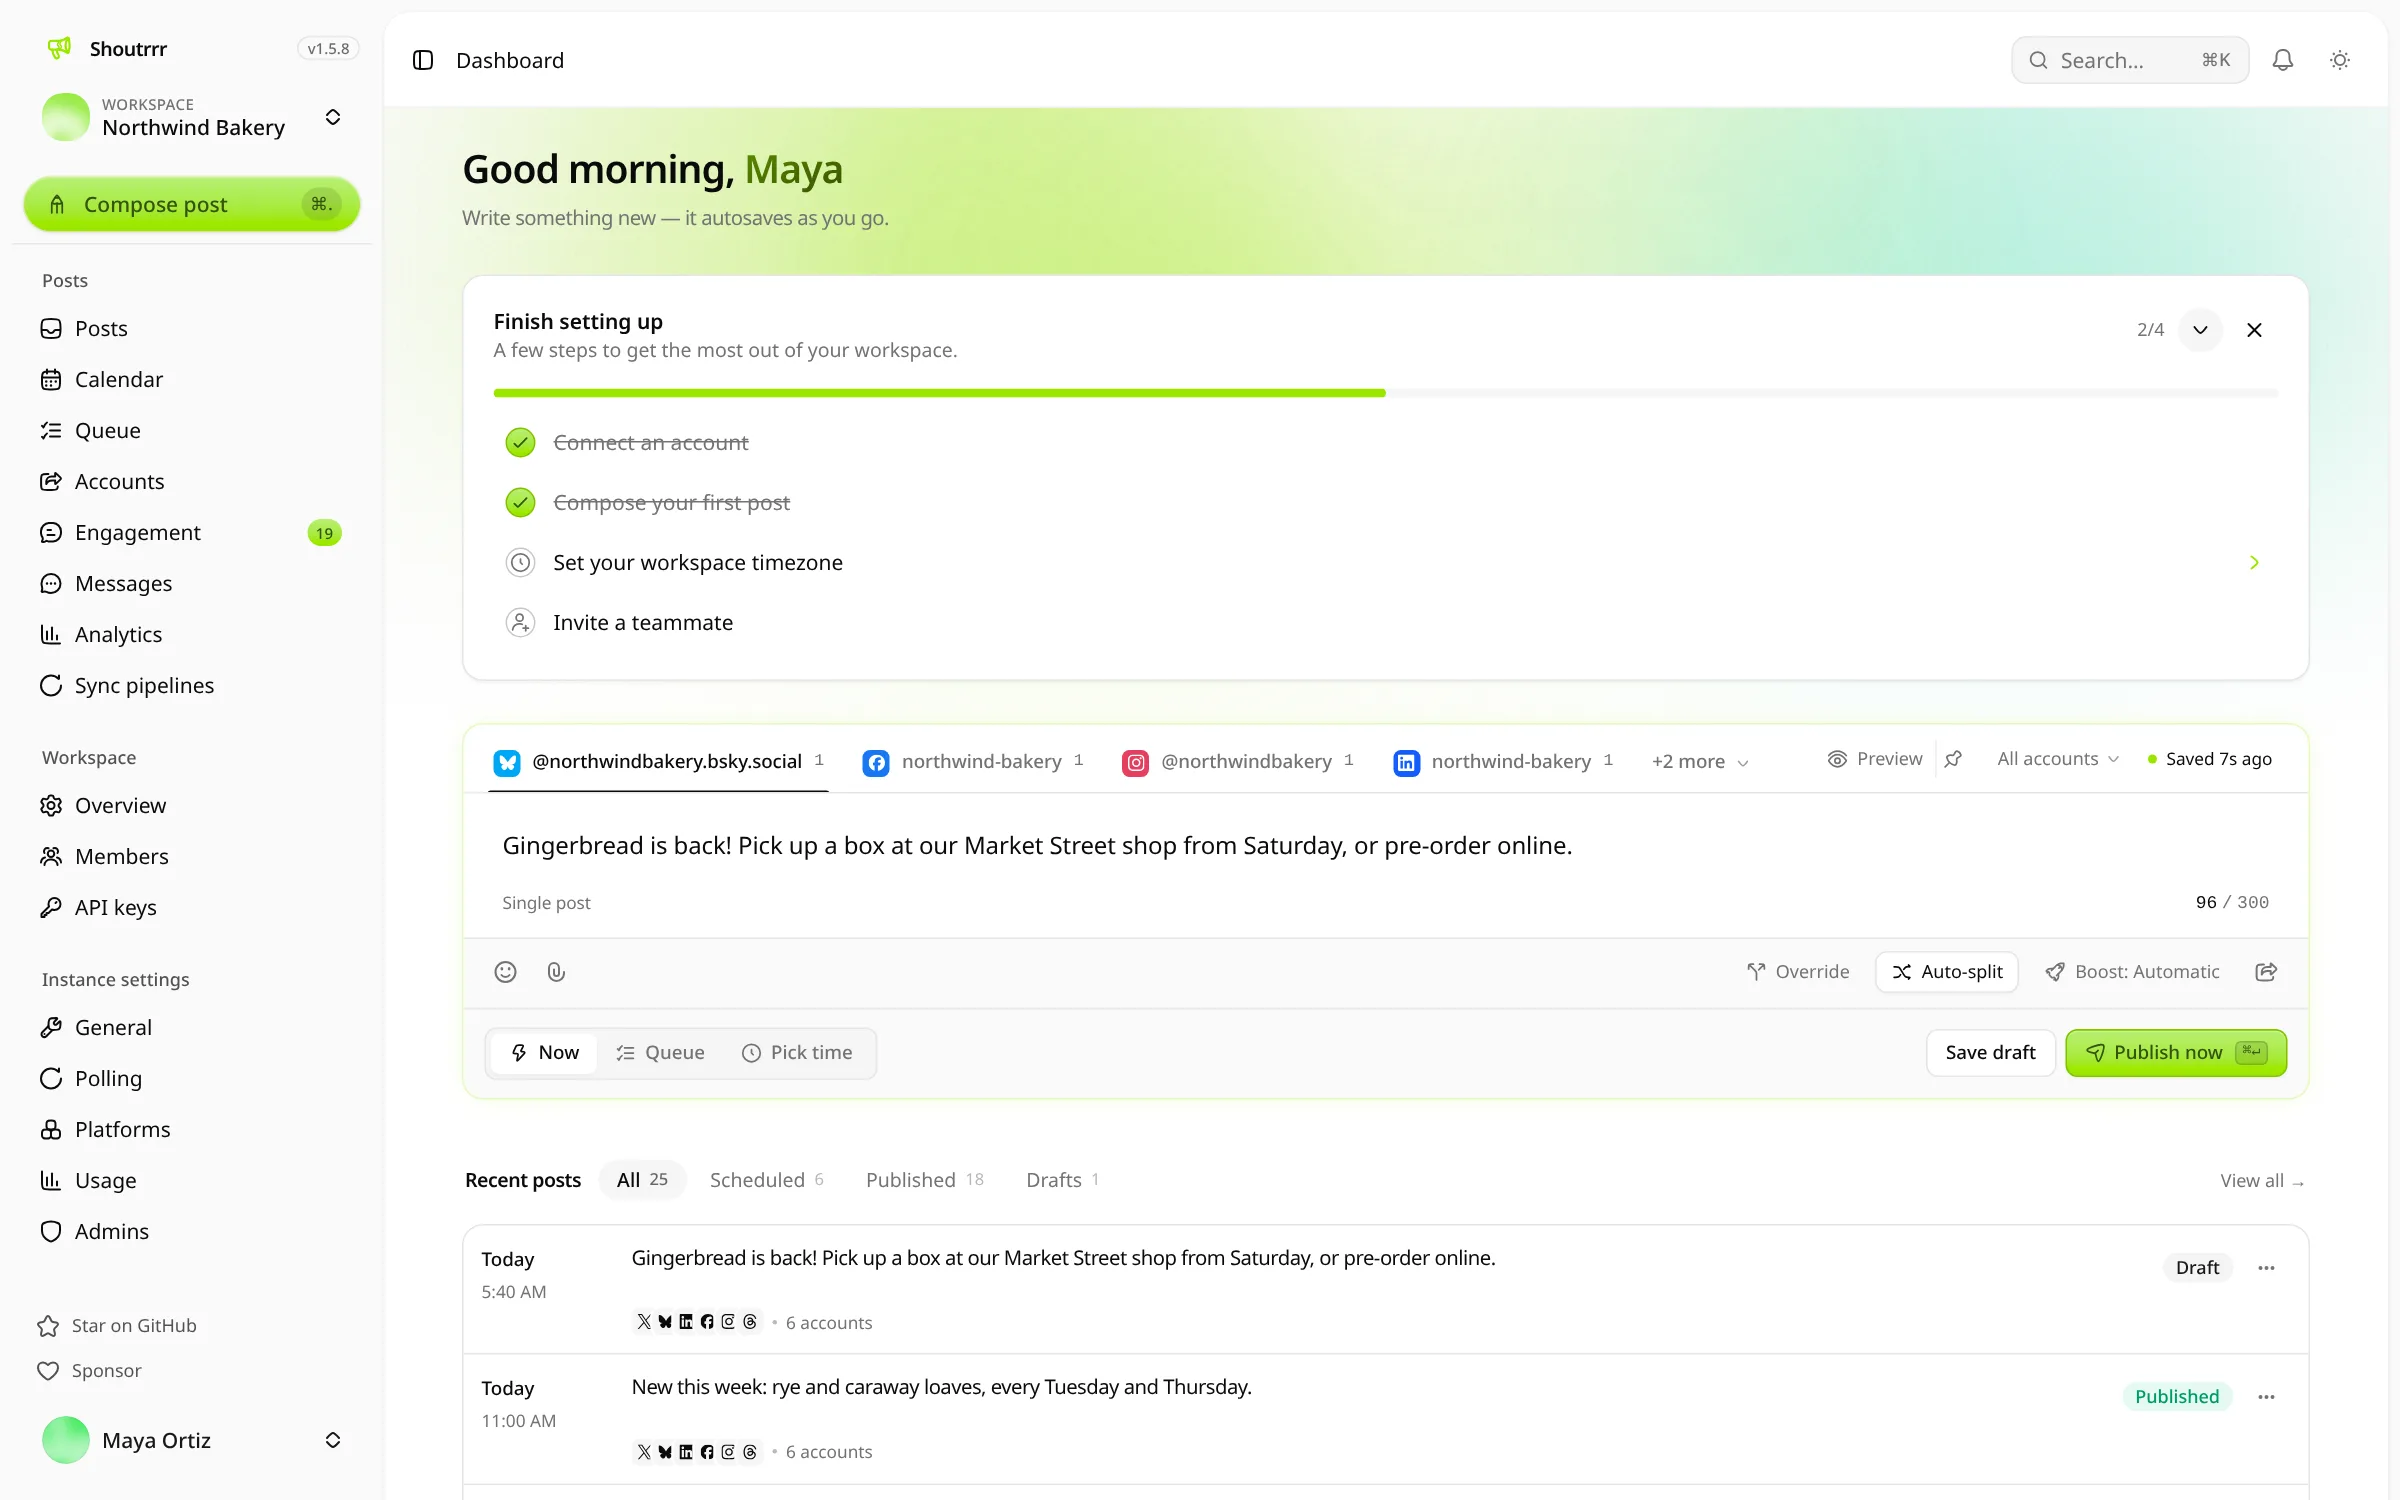 Shoutrrr
v1.5.8
WORKSPACE
Northwind Bakery
Compose post
⌘.
Posts
Posts
Calendar
Queue
Accounts
Engagement
19
Messages
Analytics
Sync pipelines
Workspace
Overview
Members
API keys
Instance settings
General
Polling
Platforms
Usage
Admins
Star on GitHub
Sponsor
Maya Ortiz
Dashboard
Search...
⌘K
Good morning, Maya
Write something new — it autosaves as you go.
Finish setting up
A few steps to get the most out of your workspace.
2/4
Connect an account
Compose your first post
Set your workspace timezone
Invite a teammate
@northwindbakery.bsky.social 1
northwind-bakery 1
@northwindbakery 1
northwind-bakery 1
+2 more
Preview
All accounts
Saved 7s ago
Gingerbread is back! Pick up a box at our Market Street shop from Saturday, or pre-order online.
Single post
96 / 300
Override
Auto-split
Boost: Automatic
Now
Queue
Pick time
Save draft
Publish now ⌘↵
Recent posts
All 25
Scheduled 6
Published 18
Drafts 1
View all →
Today
5:40 AM
Gingerbread is back! Pick up a box at our Market Street shop from Saturday, or pre-order online.
• 6 accounts
Draft
Today
11:00 AM
New this week: rye and caraway loaves, every Tuesday and Thursday.
• 6 accounts
Published